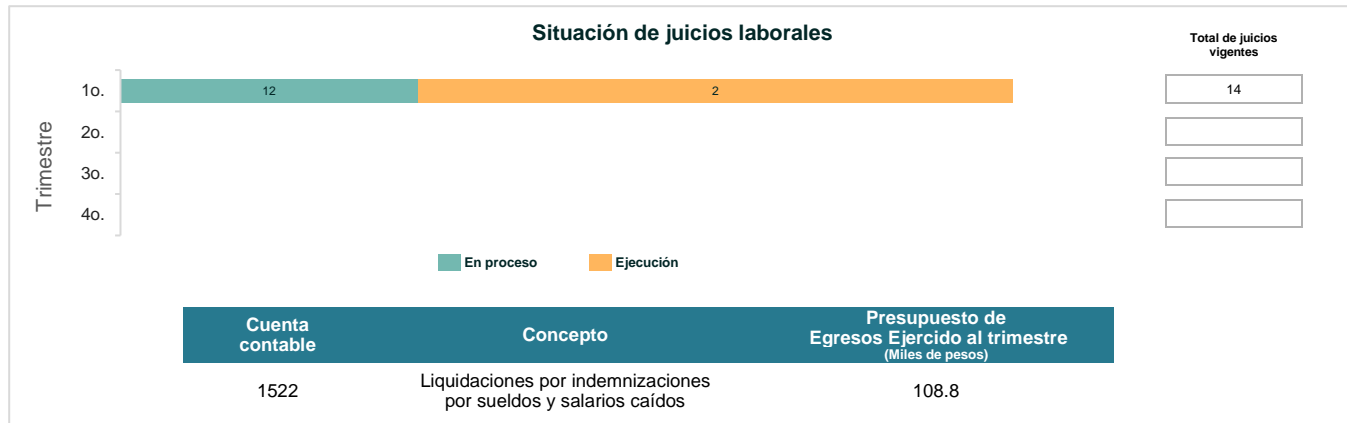 Situación de juicios laborales
Total de juicios
vigentes
Trimestre
1o.
12
2
14
2o.
3o.
4o.
En proceso
Ejecución
Cuenta
contable
Concepto
Presupuesto de
Egresos Ejercido al trimestre
(Miles de pesos)
1522
Liquidaciones por indemnizaciones
por sueldos y salarios caídos
108.8